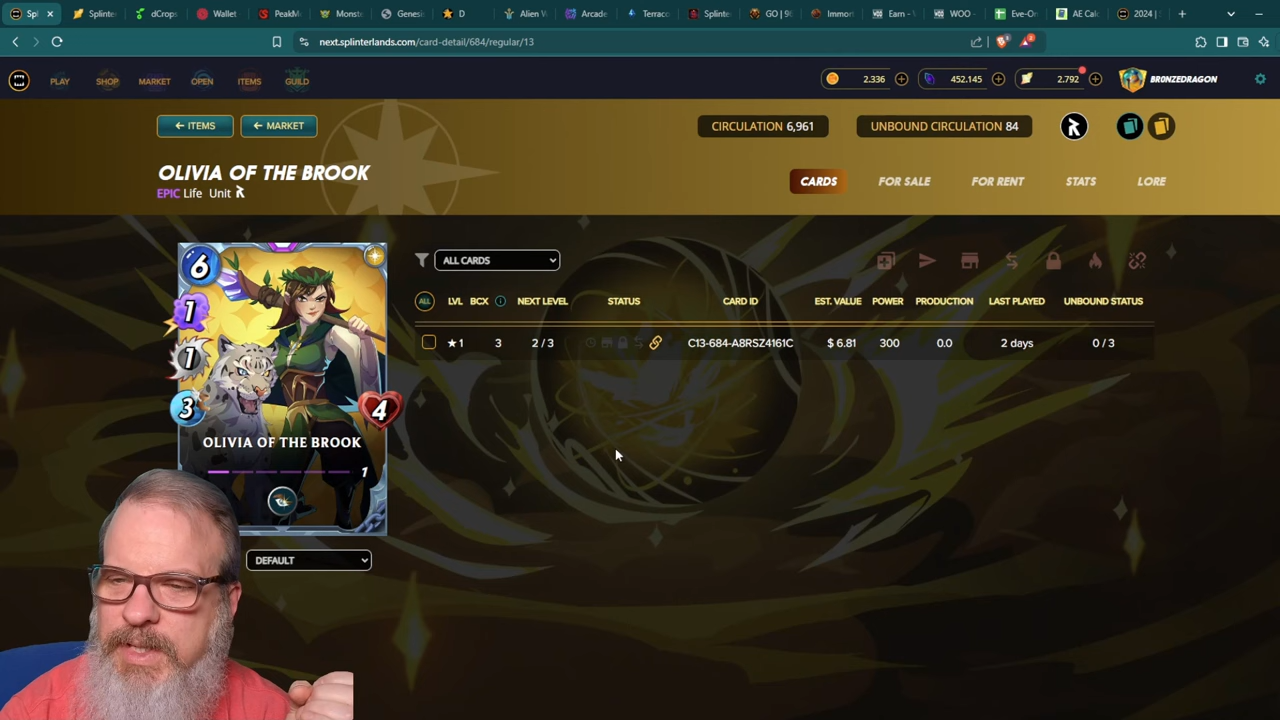 Spl
Splinter
dCrops
Wallet
PeakM
Monst
Genesi
D
Alien W
Arcade
Terraco
Splinte
GO | 90
Immort
Earn - V
WOO -
Eve-On
AE Calc
2024 |
next.splinterlands.com/card-detail/684/regular/13
PLAY
SHOP
MARKET
OPEN
ITEMS
GUILD
2.336
452.145
2.792
BR0NZEDRAGON
← ITEMS
← MARKET
CIRCULATION 6,961
UNBOUND CIRCULATION 84
OLIVIA OF THE BROOK
EPIC Life Unit
CARDS
FOR SALE
FOR RENT
STATS
LORE
6
1
1
3
4
OLIVIA OF THE BROOK
1
DEFAULT
ALL CARDS
ALL LVL BCX NEXT LEVEL STATUS CARD ID EST. VALUE POWER PRODUCTION LAST PLAYED UNBOUND STATUS
★1 3 2 / 3 C13-684-A8RSZ4161C $ 6.81 300 0.0 2 days 0 / 3